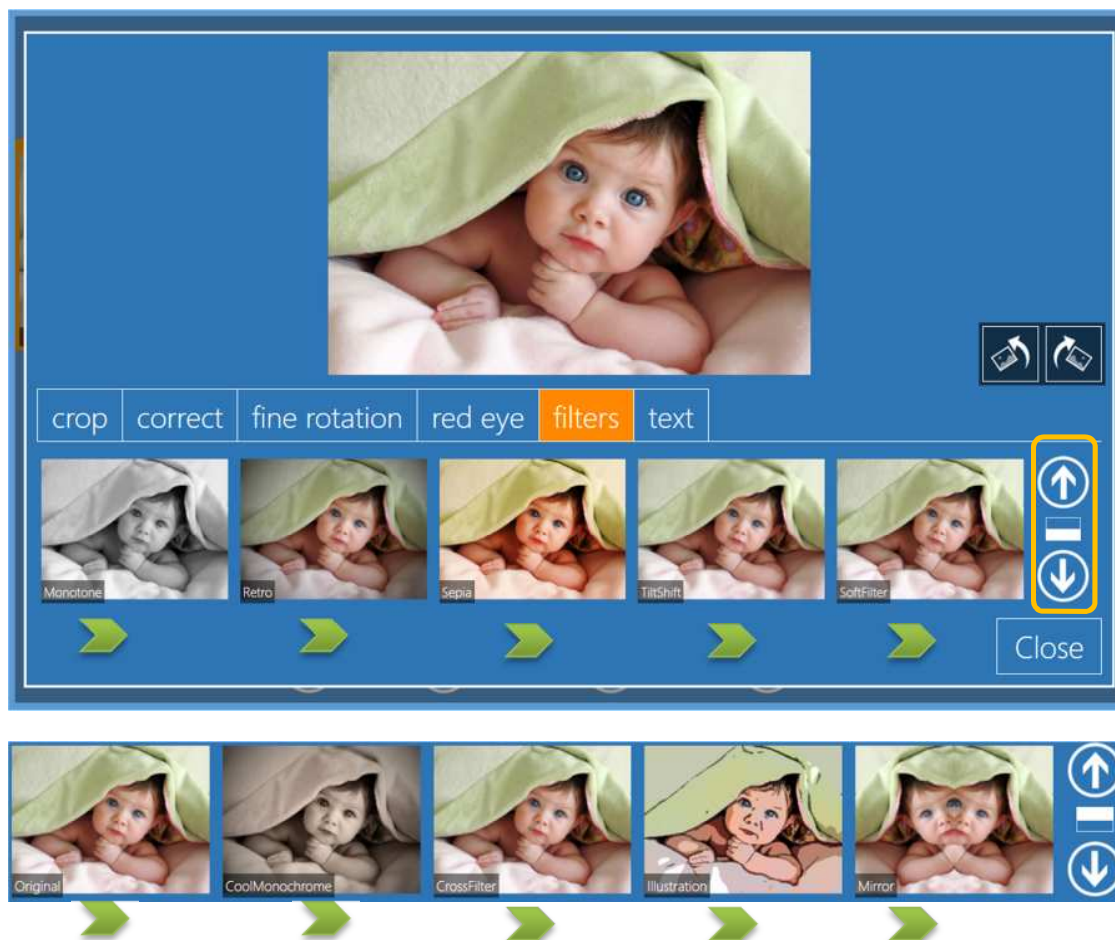 crop correct fine rotation red eye filters text
Monotone Retro Sepia TiltShift SoftFilter
Close
Original CoolMonochrome CrossFilter Illustration Mirror